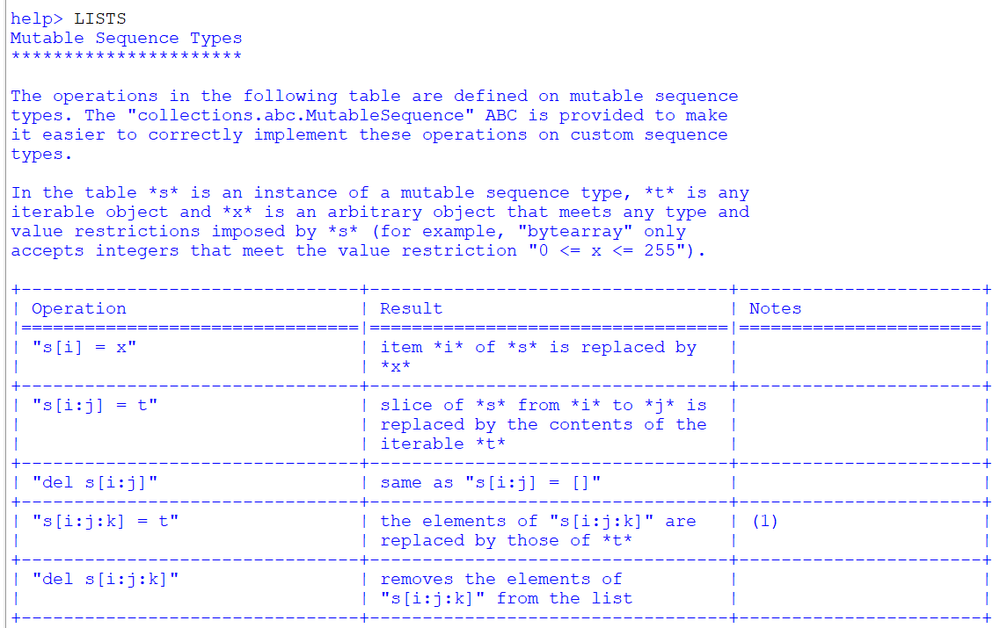 help> LISTS
Mutable Sequence Types
**********************
The operations in the following table are defined on mutable sequence
types. The "collections.abc.MutableSequence" ABC is provided to make
it easier to correctly implement these operations on custom sequence
types.
In the table *s* is an instance of a mutable sequence type, *t* is any
iterable object and *x* is an arbitrary object that meets any type and
value restrictions imposed by *s* (for example, "bytearray" only
accepts integers that meet the value restriction "0 <= x <= 255").
+--------------------------------+----------------------------------+-----------------------+
| Operation                      | Result                           | Notes                 |
|================================|==================================|=======================|
| "s[i] = x"                     | item *i* of *s* is replaced by   |                       |
|                                | *x*                              |                       |
+--------------------------------+----------------------------------+-----------------------+
| "s[i:j] = t"                   | slice of *s* from *i* to *j* is  |                       |
|                                | replaced by the contents of the  |                       |
|                                | iterable *t*                     |                       |
+--------------------------------+----------------------------------+-----------------------+
| "del s[i:j]"                   | same as "s[i:j] = []"            |                       |
+--------------------------------+----------------------------------+-----------------------+
| "s[i:j:k] = t"                 | the elements of "s[i:j:k]" are   | (1)                   |
|                                | replaced by those of *t*         |                       |
+--------------------------------+----------------------------------+-----------------------+
| "del s[i:j:k]"                 | removes the elements of          |                       |
|                                | "s[i:j:k]" from the list         |                       |
+--------------------------------+----------------------------------+-----------------------+